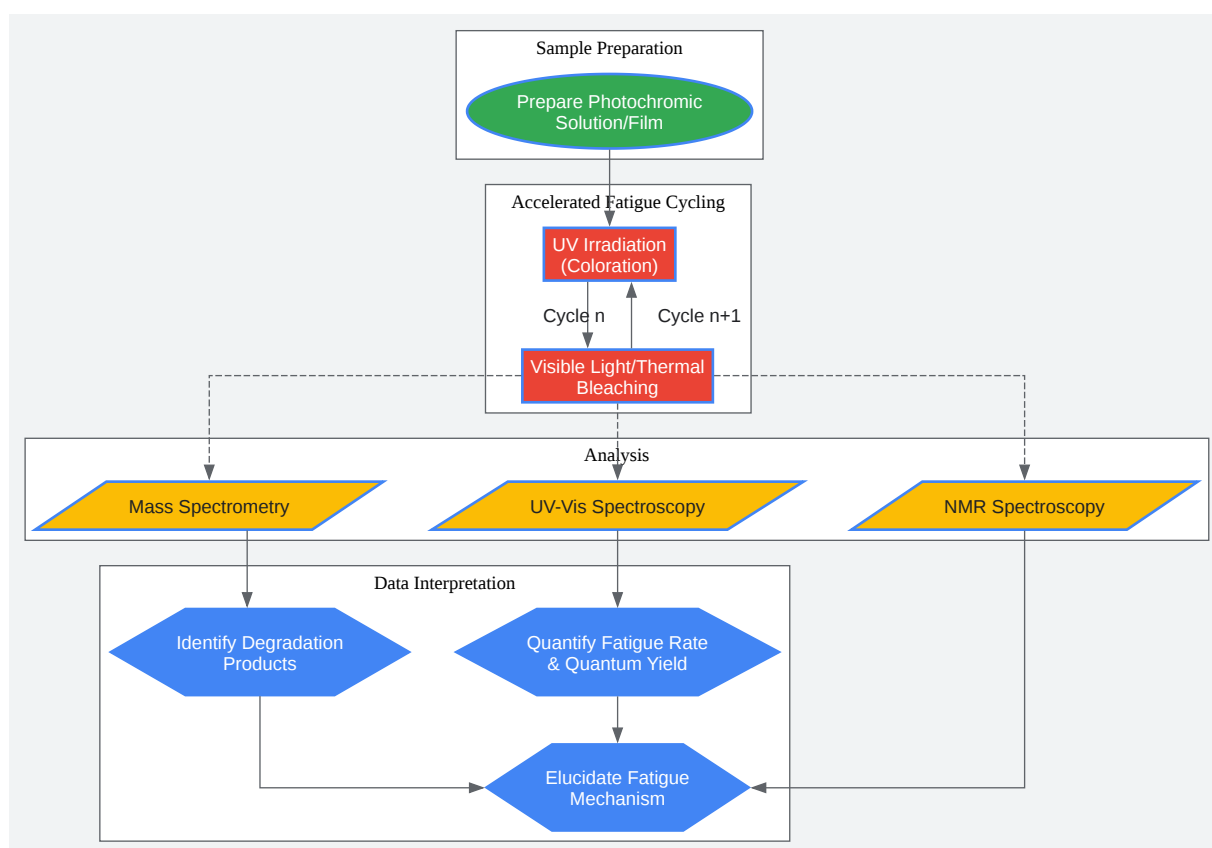 Sample Preparation
Prepare Photochromic
Solution/Film
Accelerated Fatigue Cycling
UV Irradiation
(Coloration)
Cycle n
Cycle n+1
Visible Light/Thermal
Bleaching
Analysis
Mass Spectrometry
UV-Vis Spectroscopy
NMR Spectroscopy
Data Interpretation
Identify Degradation
Products
Quantify Fatigue Rate
& Quantum Yield
Elucidate Fatigue
Mechanism